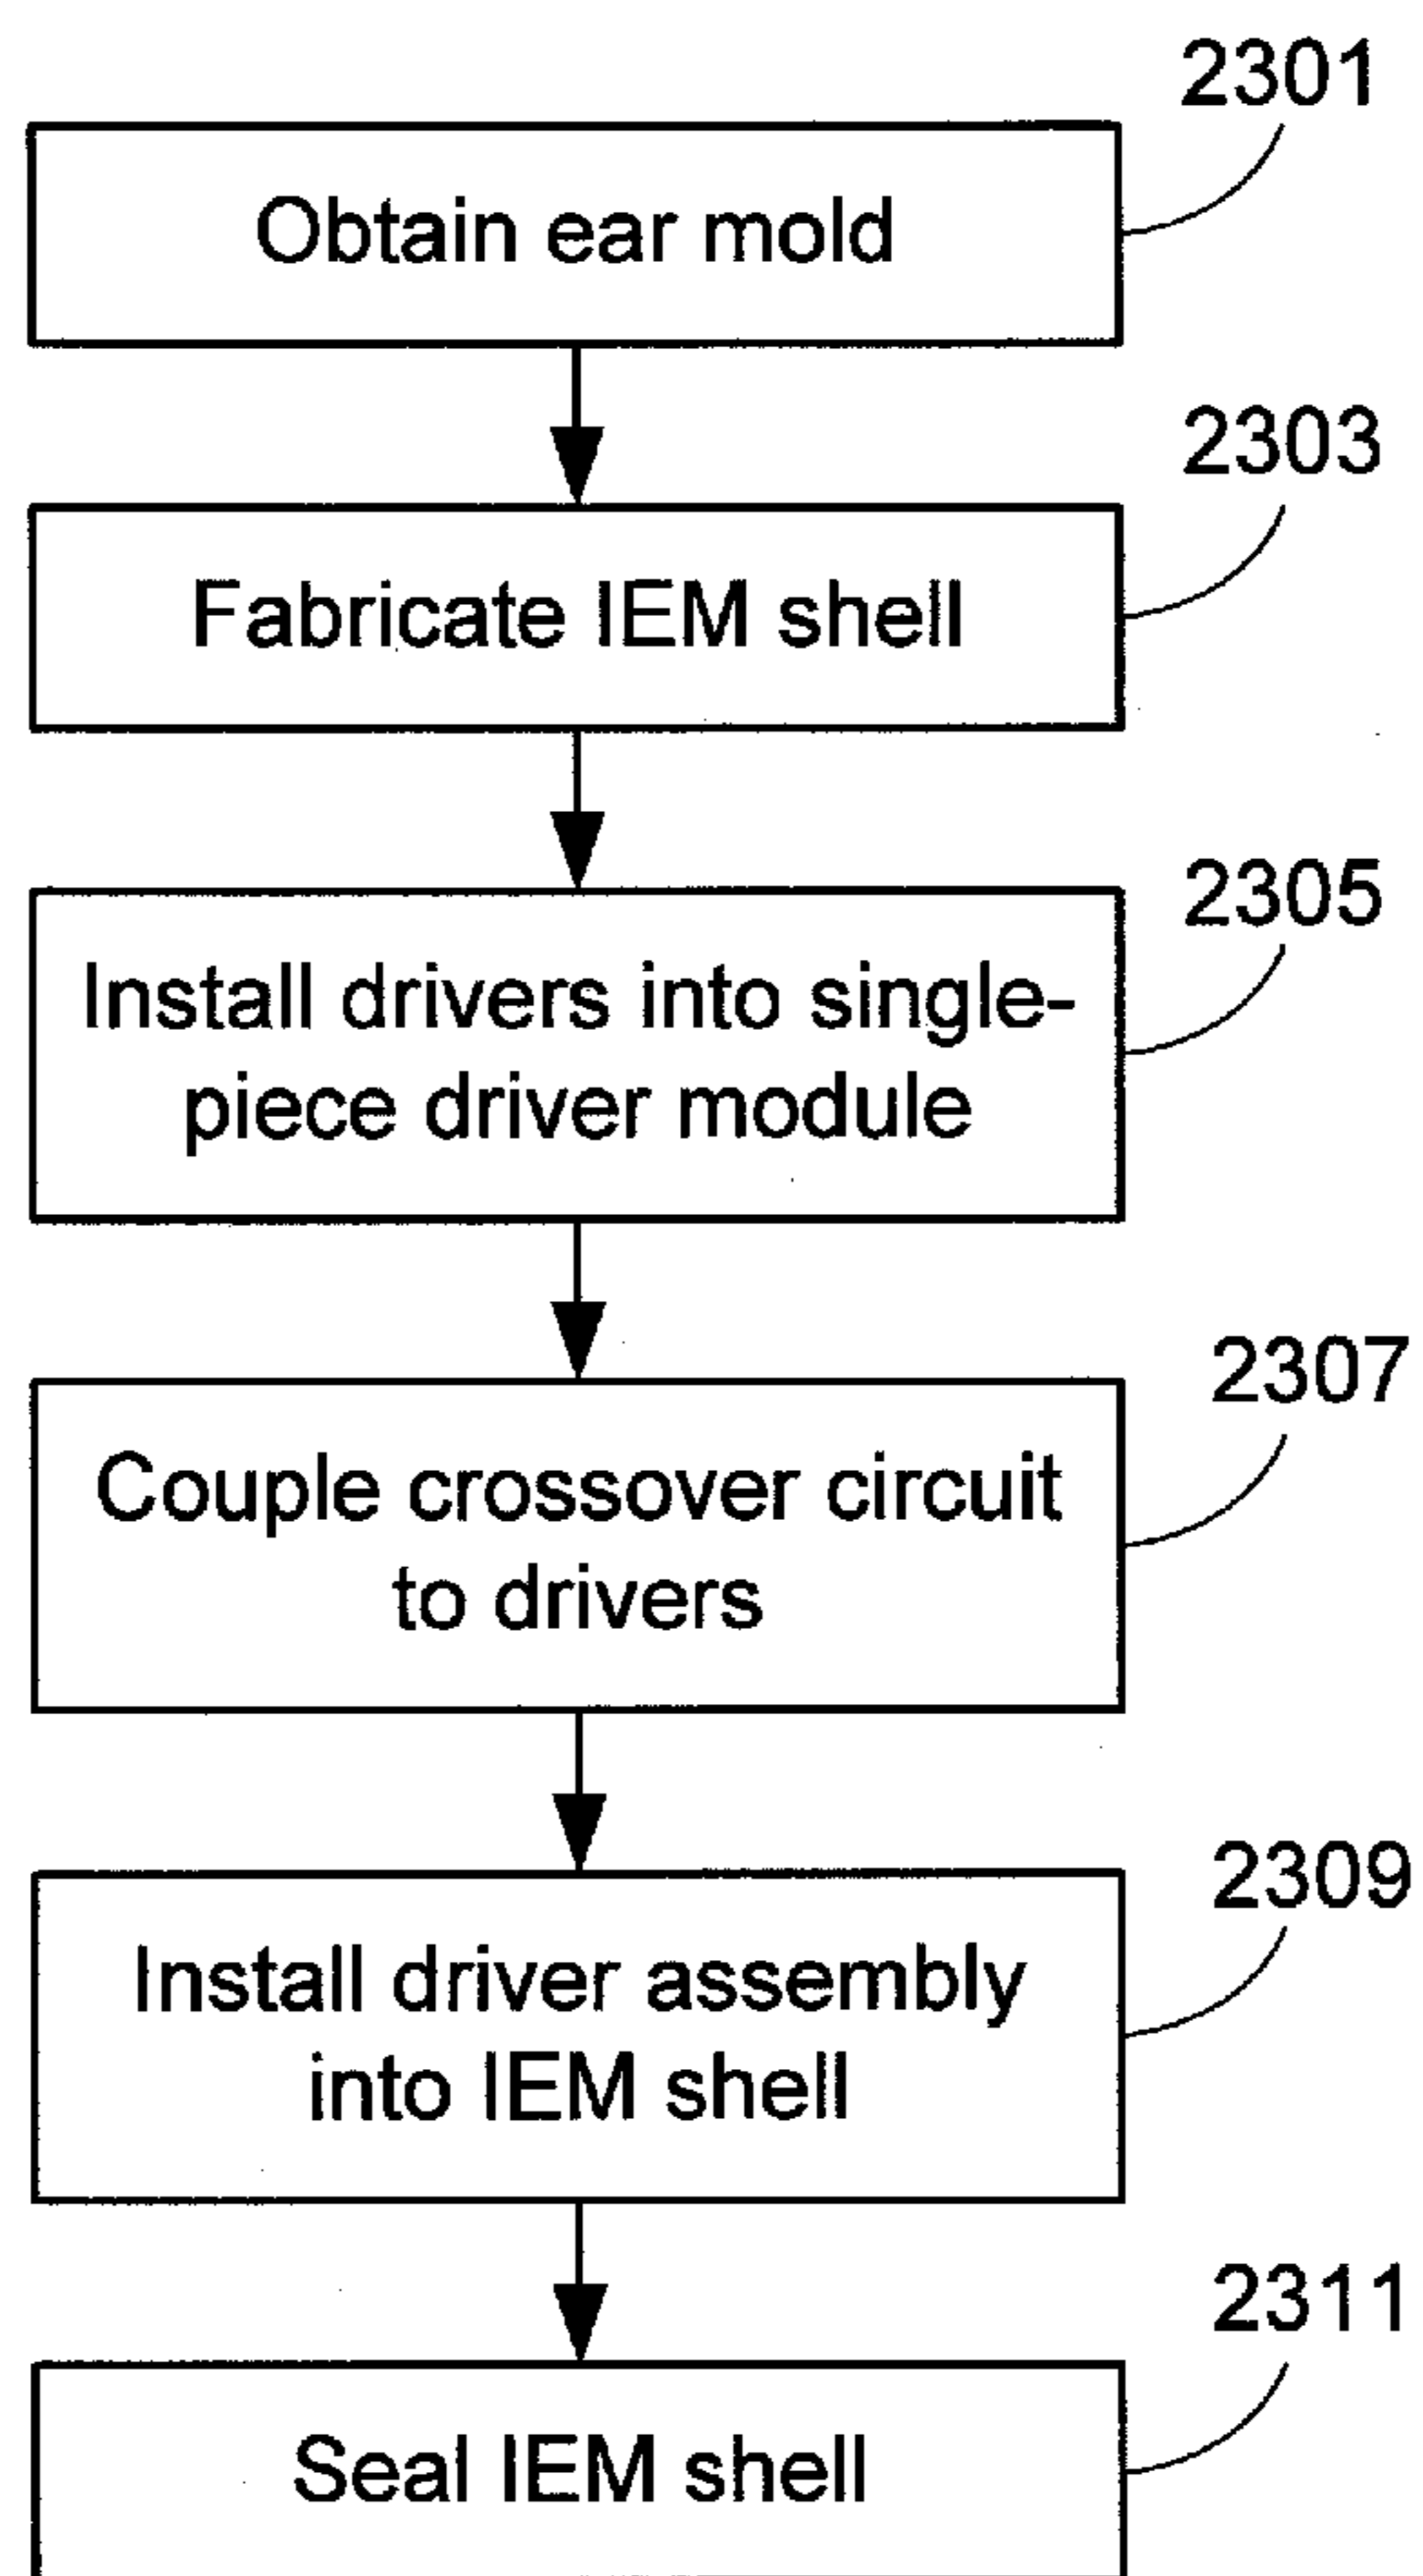 2301
Obtain ear mold
2303
Fabricate IEM shell
2305
Install drivers into single-
piece driver module
2307
Couple crossover circuit
to drivers
2309
Install driver assembly
into IEM shell
2311
Seal IEM shell